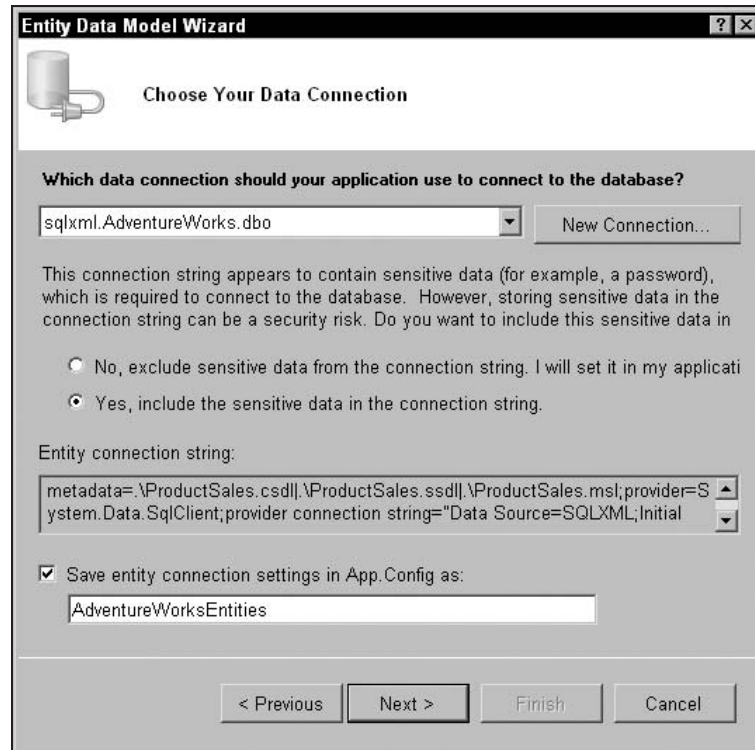 Entity Data Model Wizard
Choose Your Data Connection
Which data connection should your application use to connect to the database?
sqlxml.AdventureWorks.dbo
New Connection...
This connection string appears to contain sensitive data (for example, a password),
which is required to connect to the database. However, storing sensitive data in the
connection string can be a security risk. Do you want to include this sensitive data in
No, exclude sensitive data from the connection string. I will set it in my applicati
Yes, include the sensitive data in the connection string.
Entity connection string:
metadata=.\ProductSales.csdl|.\ProductSales.ssdl|.\ProductSales.msl;provider=S
ystem.Data.SqlClient;provider connection string="Data Source=SQLXML;Initial
Save entity connection settings in App.Config as:
AdventureWorksEntities
< Previous
Next >
Finish
Cancel